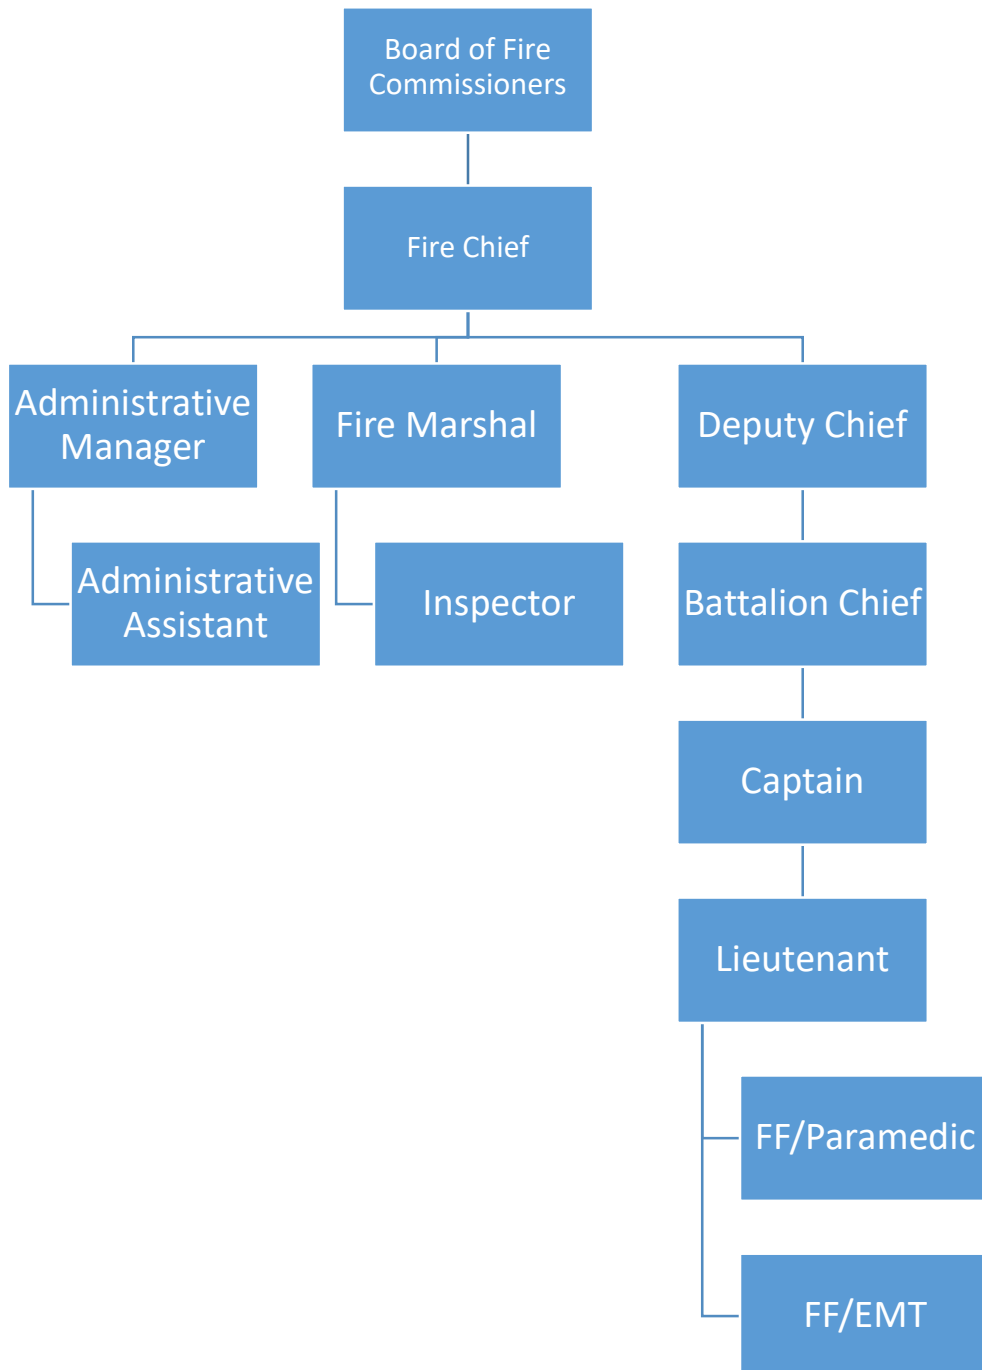 Board of Fire
Commissioners
Fire Chief
Administrative
Manager
Fire Marshal
Deputy Chief
Administrative
Assistant
Inspector
Battalion Chief
Captain
Lieutenant
FF/Paramedic
FF/EMT